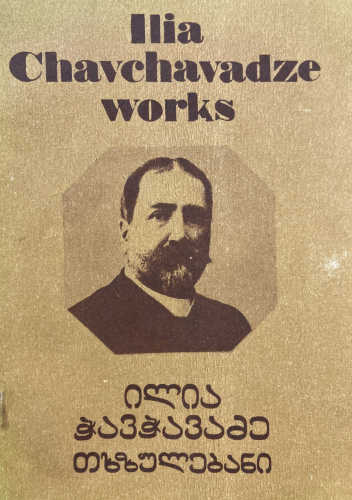 Ilia
Chavchavadze
works
ილია
ჭავჭავაძე
თხზულებანი